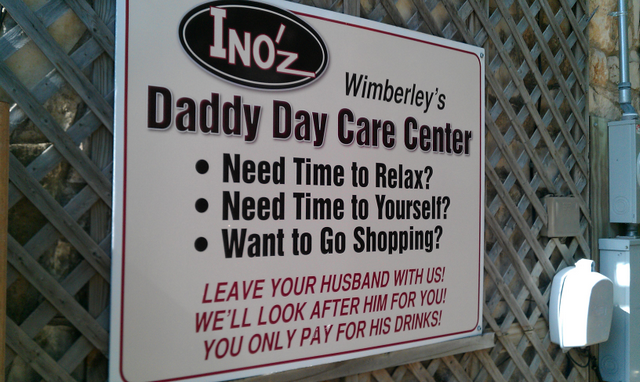 INO'Z
Wimberley's
Daddy Day Care Center
• Need Time to Relax?
• Need Time to Yourself?
• Want to Go Shopping?
LEAVE YOUR HUSBAND WITH US!
WE'LL LOOK AFTER HIM FOR YOU!
YOU ONLY PAY FOR HIS DRINKS!